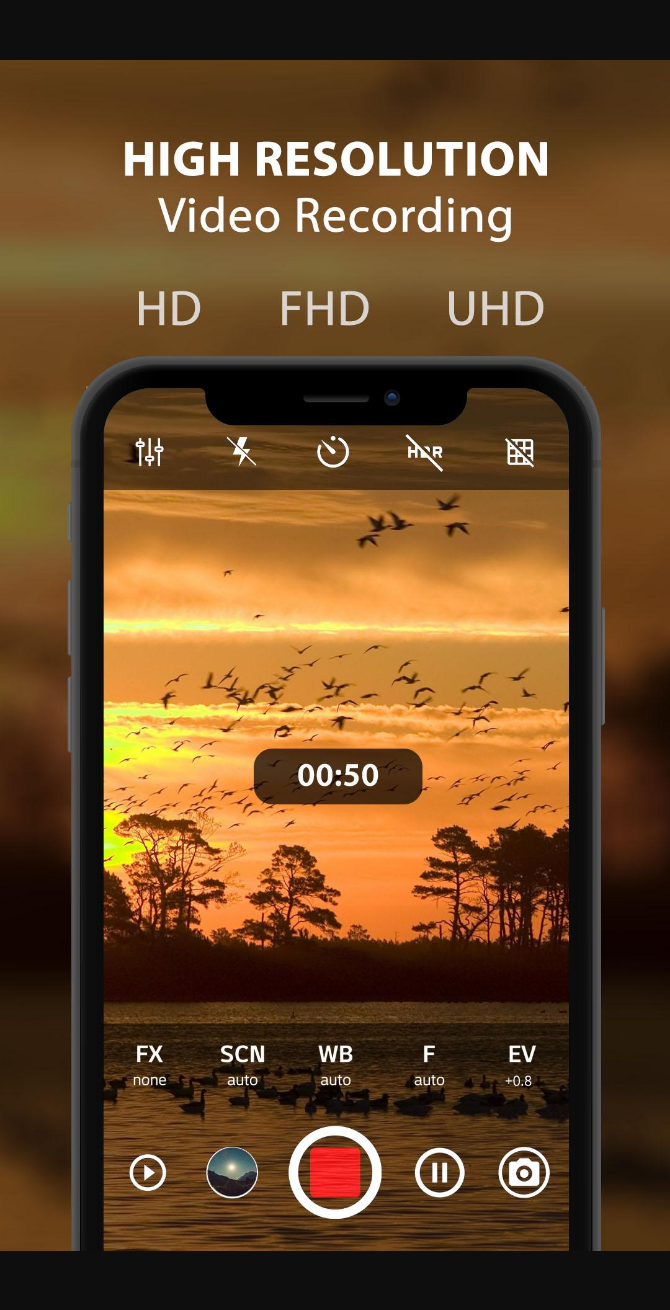 HIGH RESOLUTION
Video Recording
HD FHD UHD
HDR
00:50
FX SCN WB F EV
none auto auto auto +0.8